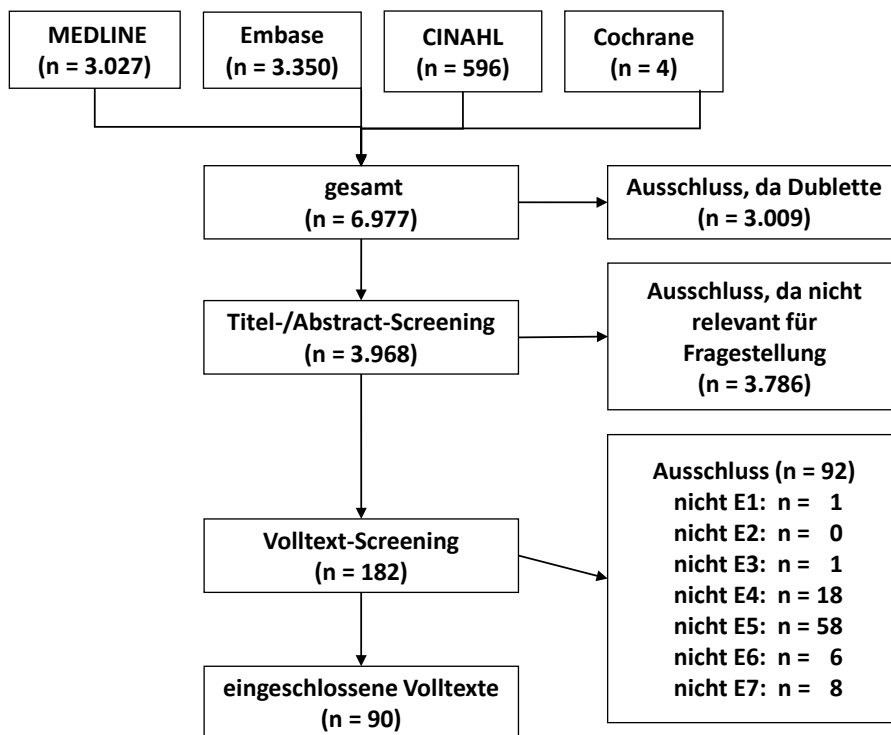 MEDLINE
(n = 3.027)
Embase
(n = 3.350)
CINAHL
(n = 596)
Cochrane
(n = 4)
gesamt
(n = 6.977)
Ausschluss, da Dublette
(n = 3.009)
Titel-/Abstract-Screening
(n = 3.968)
Ausschluss, da nicht
relevant für
Fragestellung
(n = 3.786)
Volltext-Screening
(n = 182)
Ausschluss (n = 92)
nicht E1: n = 1
nicht E2: n = 0
nicht E3: n = 1
nicht E4: n = 18
nicht E5: n = 58
nicht E6: n = 6
nicht E7: n = 8
eingeschlossene Volltexte
(n = 90)